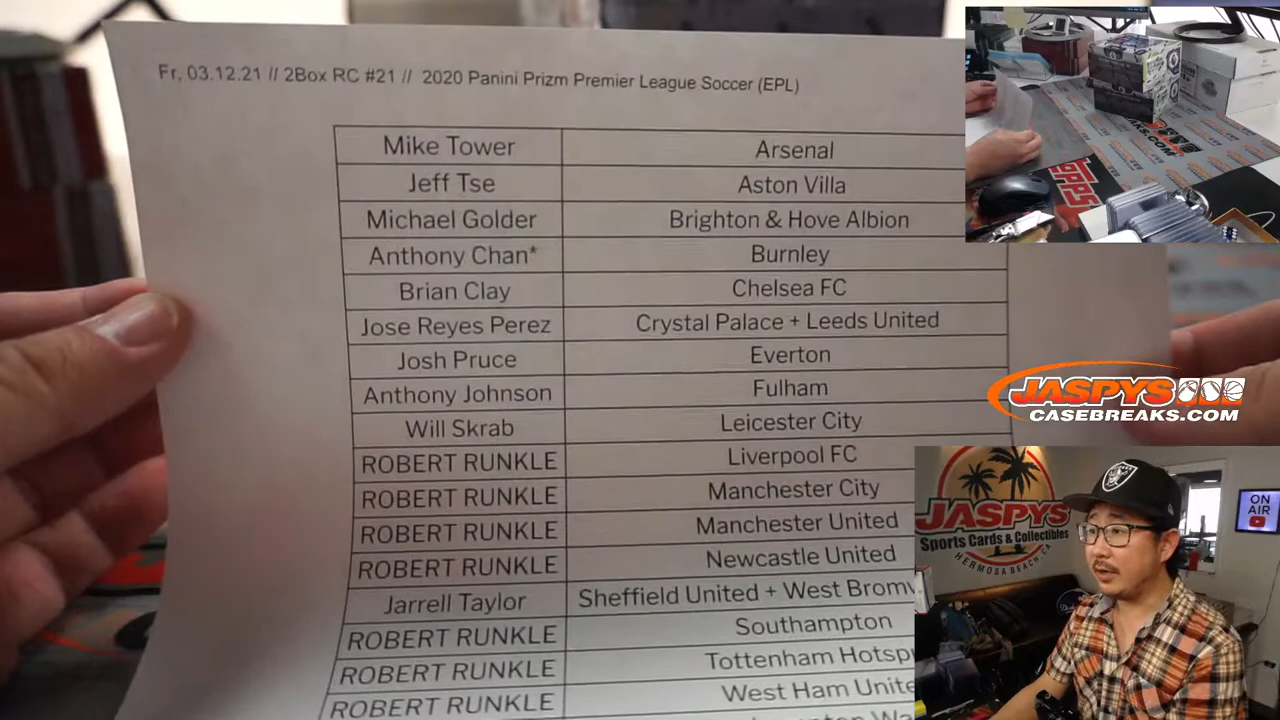 Fr, 03.12.21 // 2Box RC #21 // 2020 Panini Prizm Premier League Soccer (EPL)
Mike Tower Arsenal
Jeff Tse Aston Villa
Michael Golder Brighton & Hove Albion
Anthony Chan* Burnley
Brian Clay Chelsea FC
Jose Reyes Perez Crystal Palace + Leeds United
Josh Pruce Everton
Anthony Johnson Fulham
Will Skrab Leicester City
ROBERT RUNKLE Liverpool FC
ROBERT RUNKLE Manchester City
ROBERT RUNKLE Manchester United
ROBERT RUNKLE Newcastle United
Jarrell Taylor Sheffield United + West Brom
ROBERT RUNKLE Southampton
ROBERT RUNKLE Tottenham Hotsp
ROBERT RUNKLE West Ham Unite
TOPPS
JASPYS
CASEBREAKS.COM
JASPYS
Sports Cards & Collectibles
HERMOSA BEACH, CA
ON
AIR